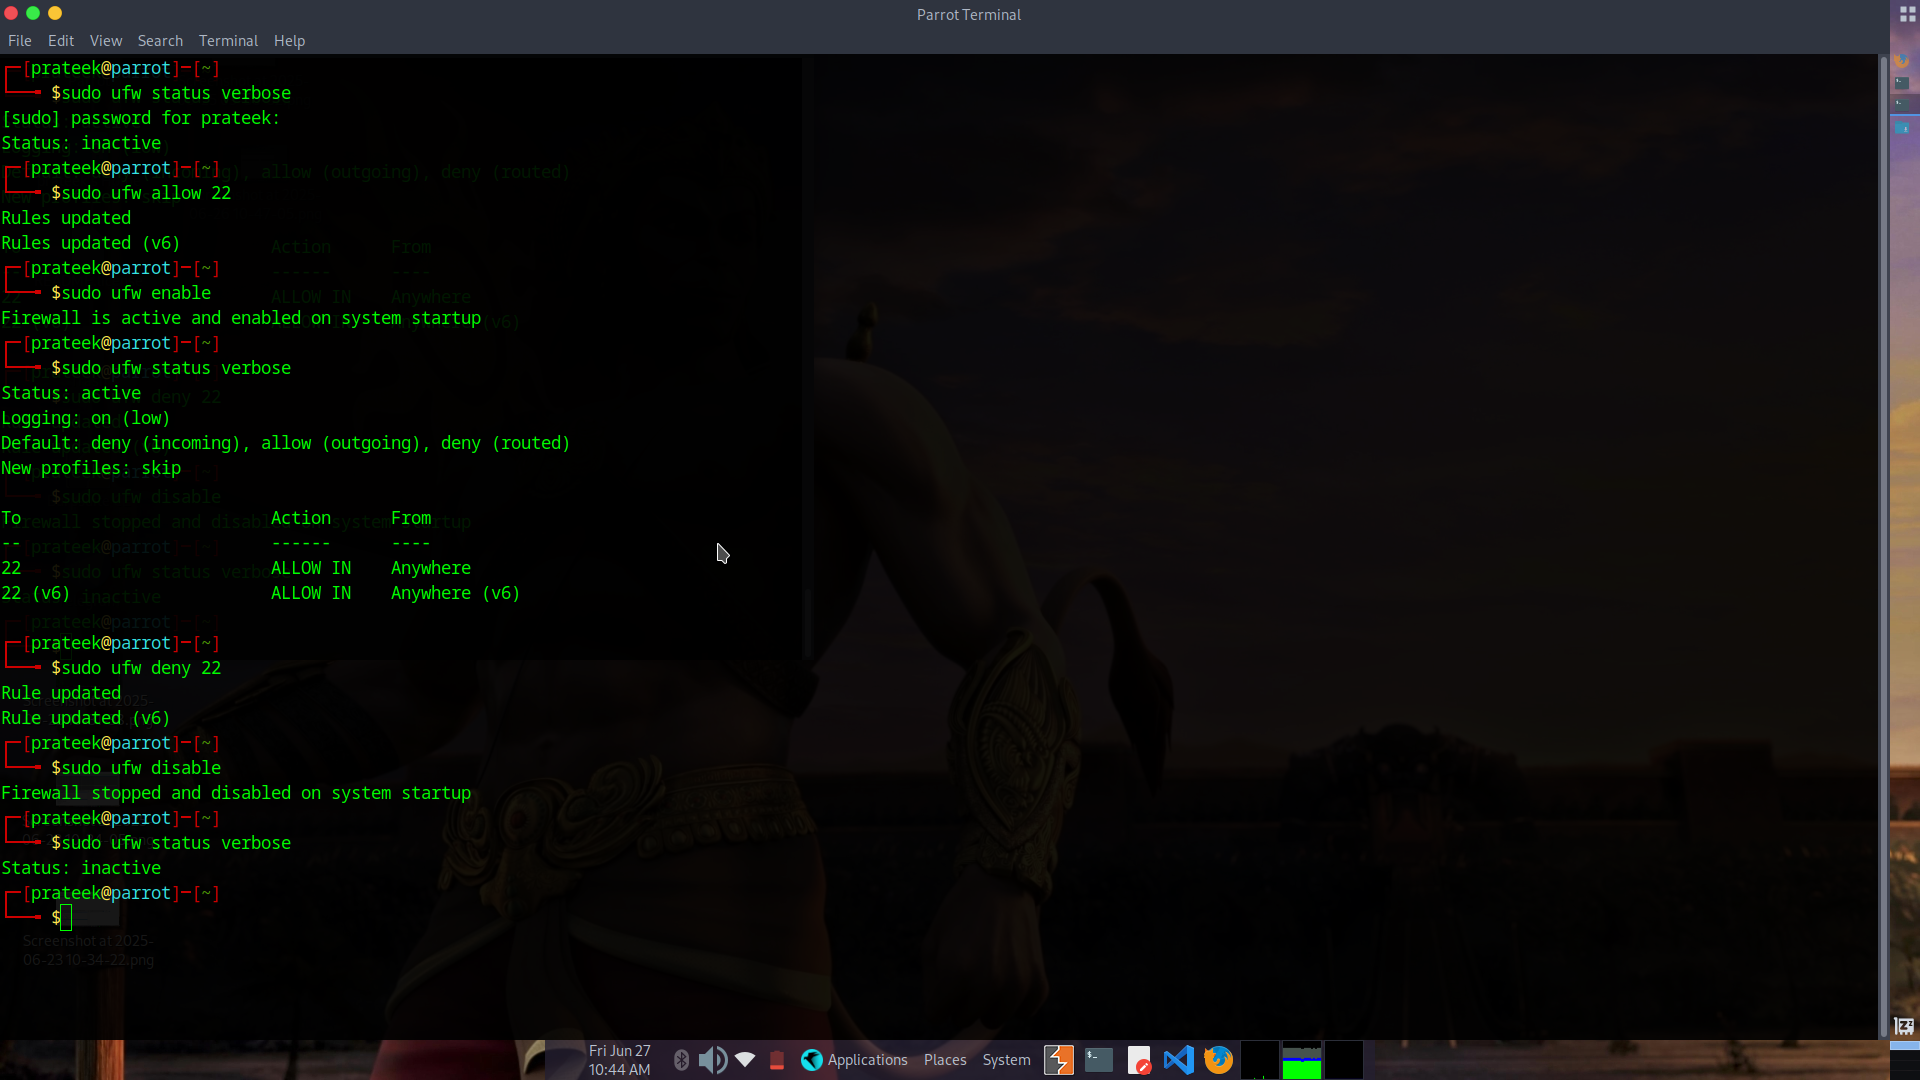 Parrot Terminal
File Edit View Search Terminal Help
┌─[prateek@parrot]─[~]
└──╼ $sudo ufw status verbose
[sudo] password for prateek:
Status: inactive
┌─[prateek@parrot]─[~]
└──╼ $sudo ufw allow 22
Rules updated
Rules updated (v6)
┌─[prateek@parrot]─[~]
└──╼ $sudo ufw enable
Firewall is active and enabled on system startup
┌─[prateek@parrot]─[~]
└──╼ $sudo ufw status verbose
Status: active
Logging: on (low)
Default: deny (incoming), allow (outgoing), deny (routed)
New profiles: skip
To Action From
-- ------ ----
22 ALLOW IN Anywhere
22 (v6) ALLOW IN Anywhere (v6)
┌─[prateek@parrot]─[~]
└──╼ $sudo ufw deny 22
Rule updated
Rule updated (v6)
┌─[prateek@parrot]─[~]
└──╼ $sudo ufw disable
Firewall stopped and disabled on system startup
┌─[prateek@parrot]─[~]
└──╼ $sudo ufw status verbose
Status: inactive
┌─[prateek@parrot]─[~]
└──╼ $
Screenshot at 2025-
06-23 10-34-22.png
Fri Jun 27
10:44 AM
Applications Places System